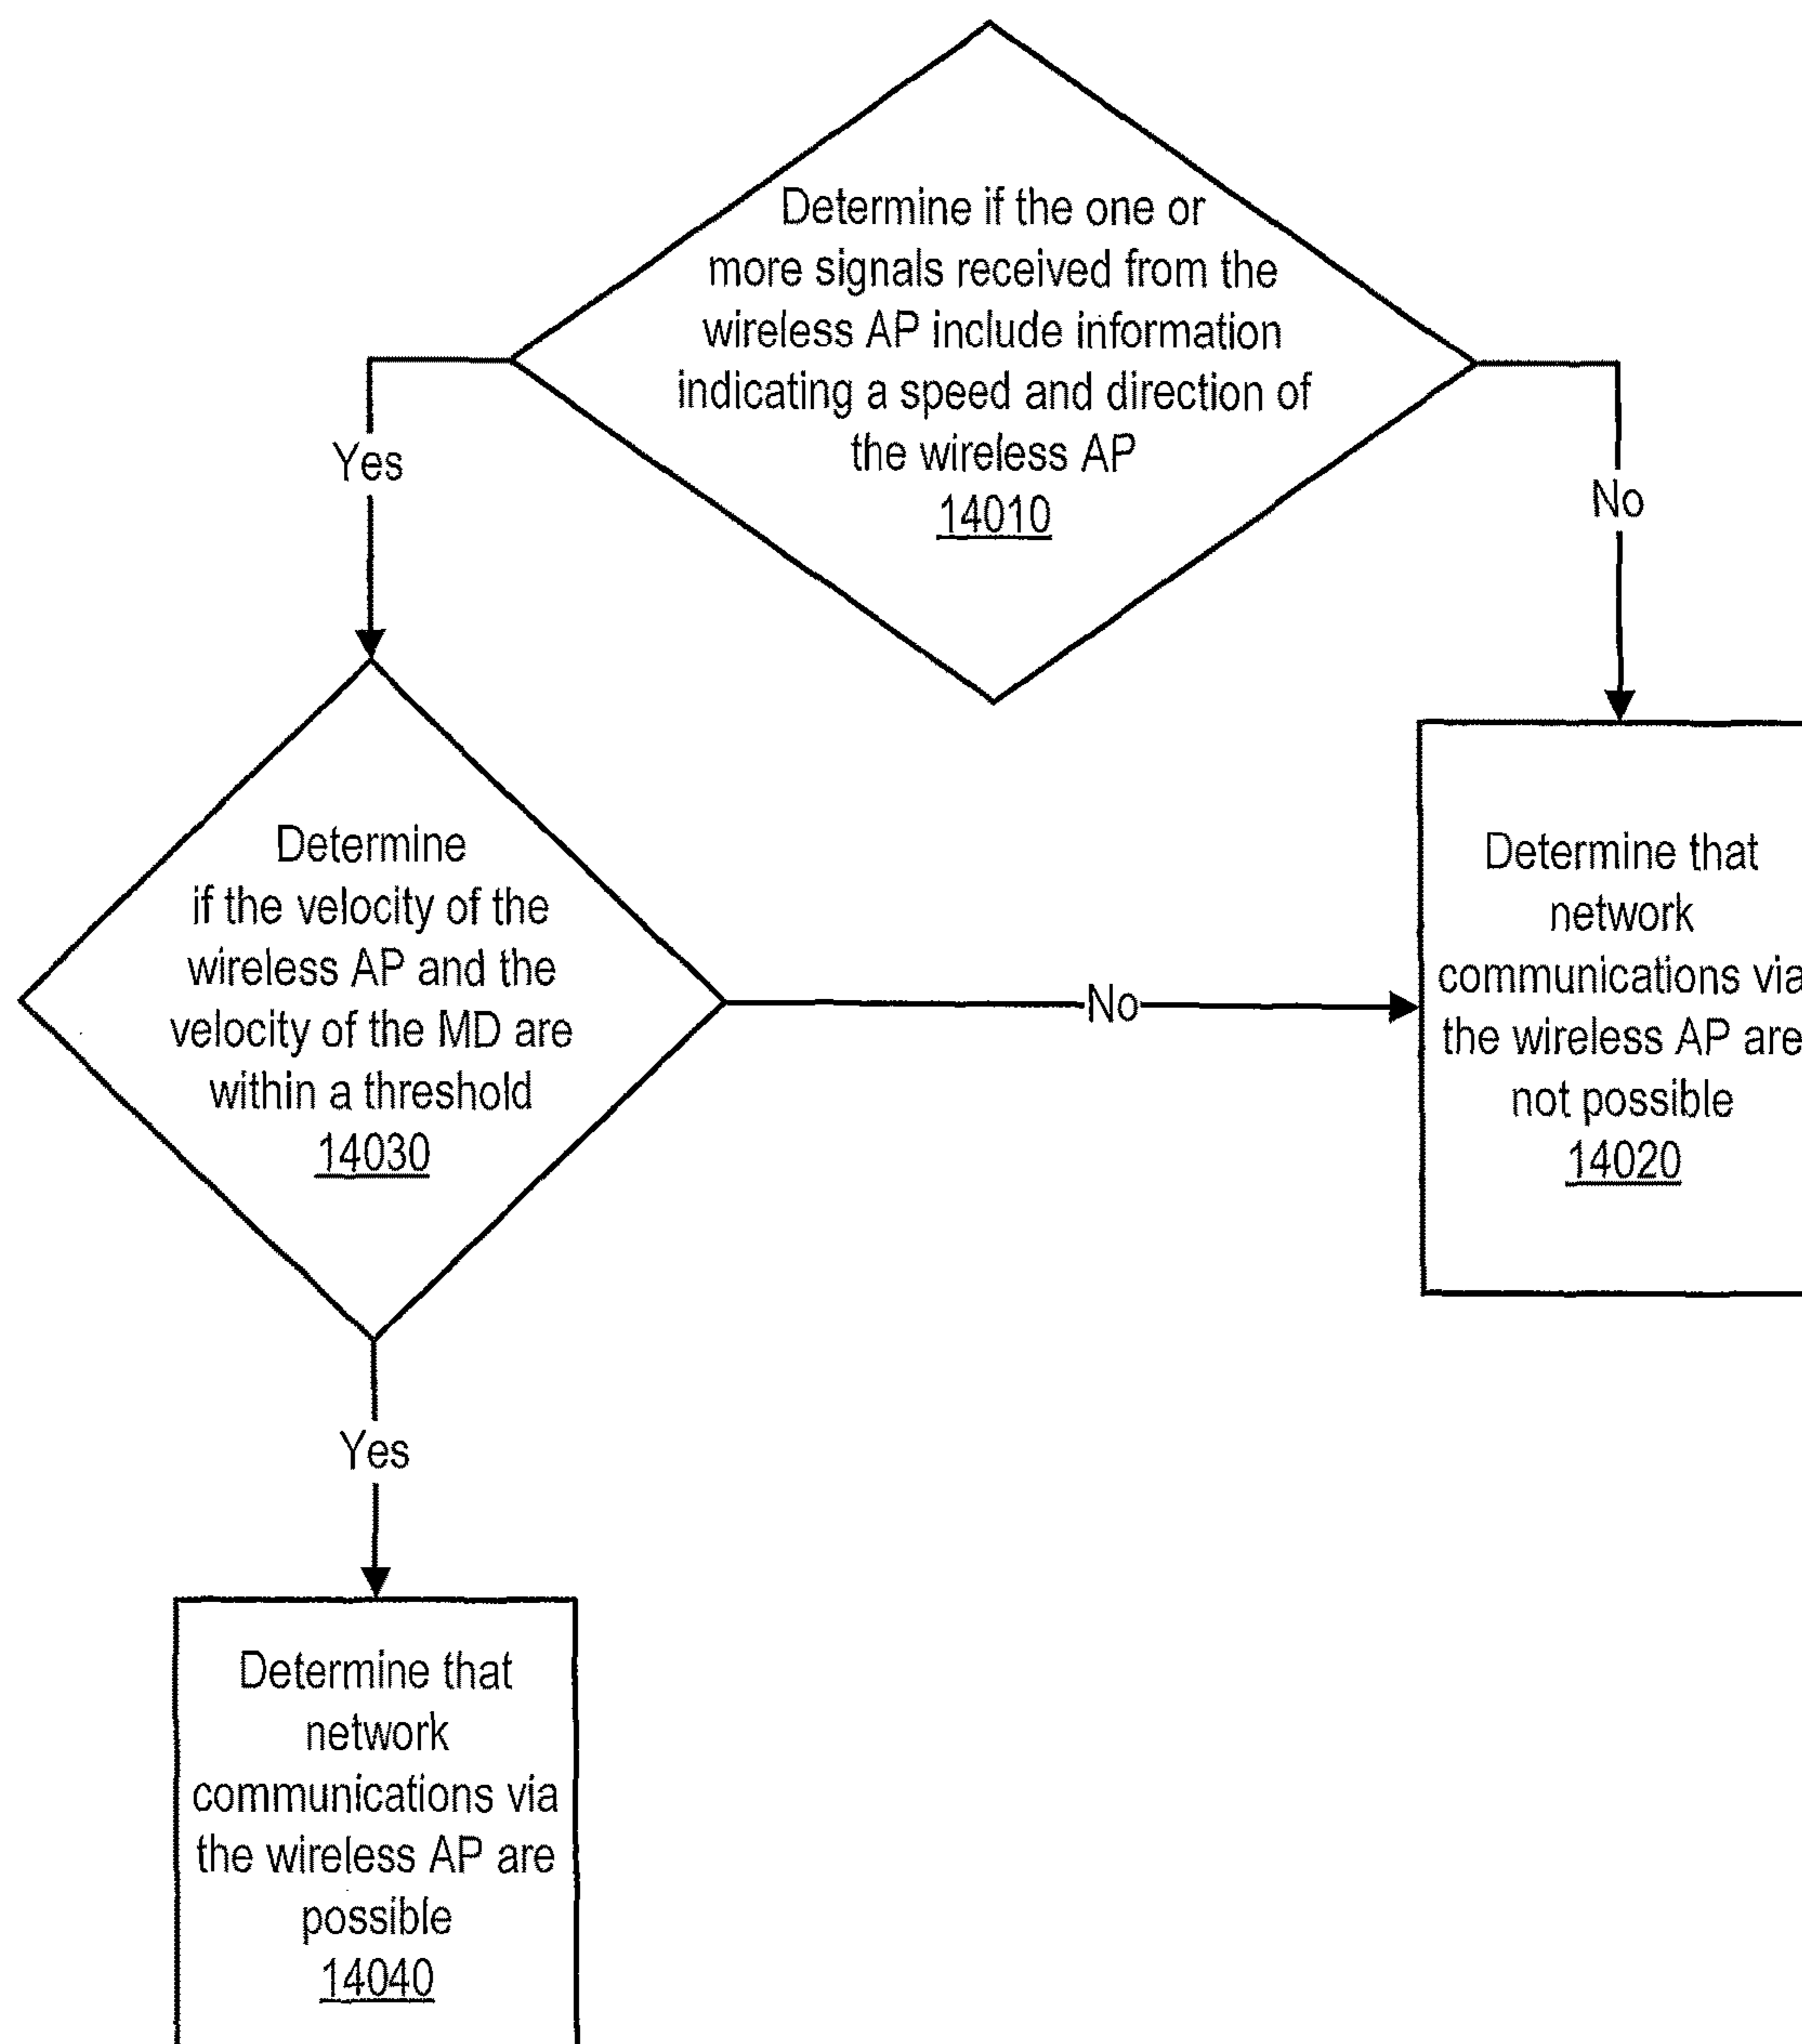 Determine if the one or
more signals received from the
wireless AP include information
indicating a speed and direction of
the wireless AP
14010
Yes
No
Determine
if the velocity of the
wireless AP and the
velocity of the MD are
within a threshold
14030
No
Determine that
network
communications via
the wireless AP are
not possible
14020
Yes
Determine that
network
communications via
the wireless AP are
possible
14040